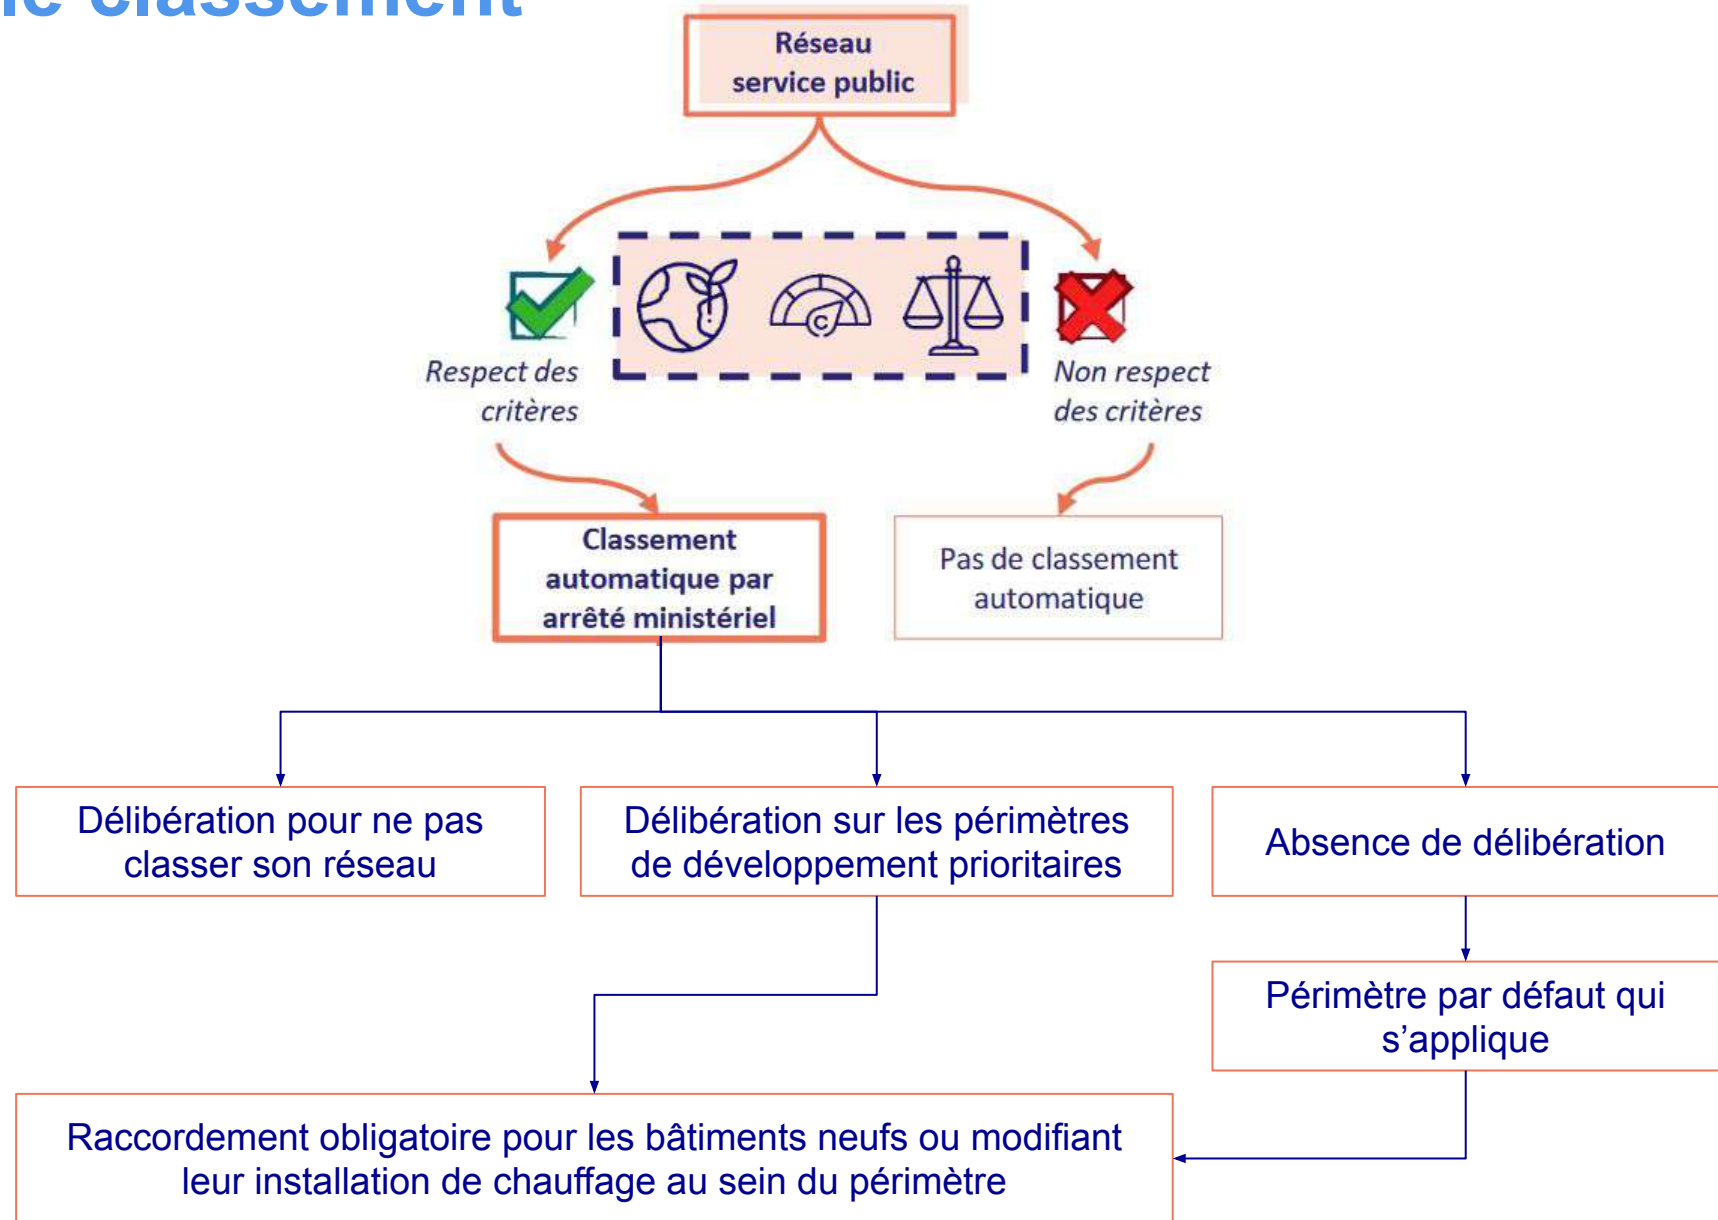 le classement
Réseau
service public
C
Respect des
critères
Non respect
des critères
Classement
automatique par
arrêté ministériel
Pas de classement
automatique
Délibération pour ne pas
classer son réseau
Délibération sur les périmètres
de développement prioritaires
Absence de délibération
Périmètre par défaut qui
s’applique
Raccordement obligatoire pour les bâtiments neufs ou modifiant
leur installation de chauffage au sein du périmètre